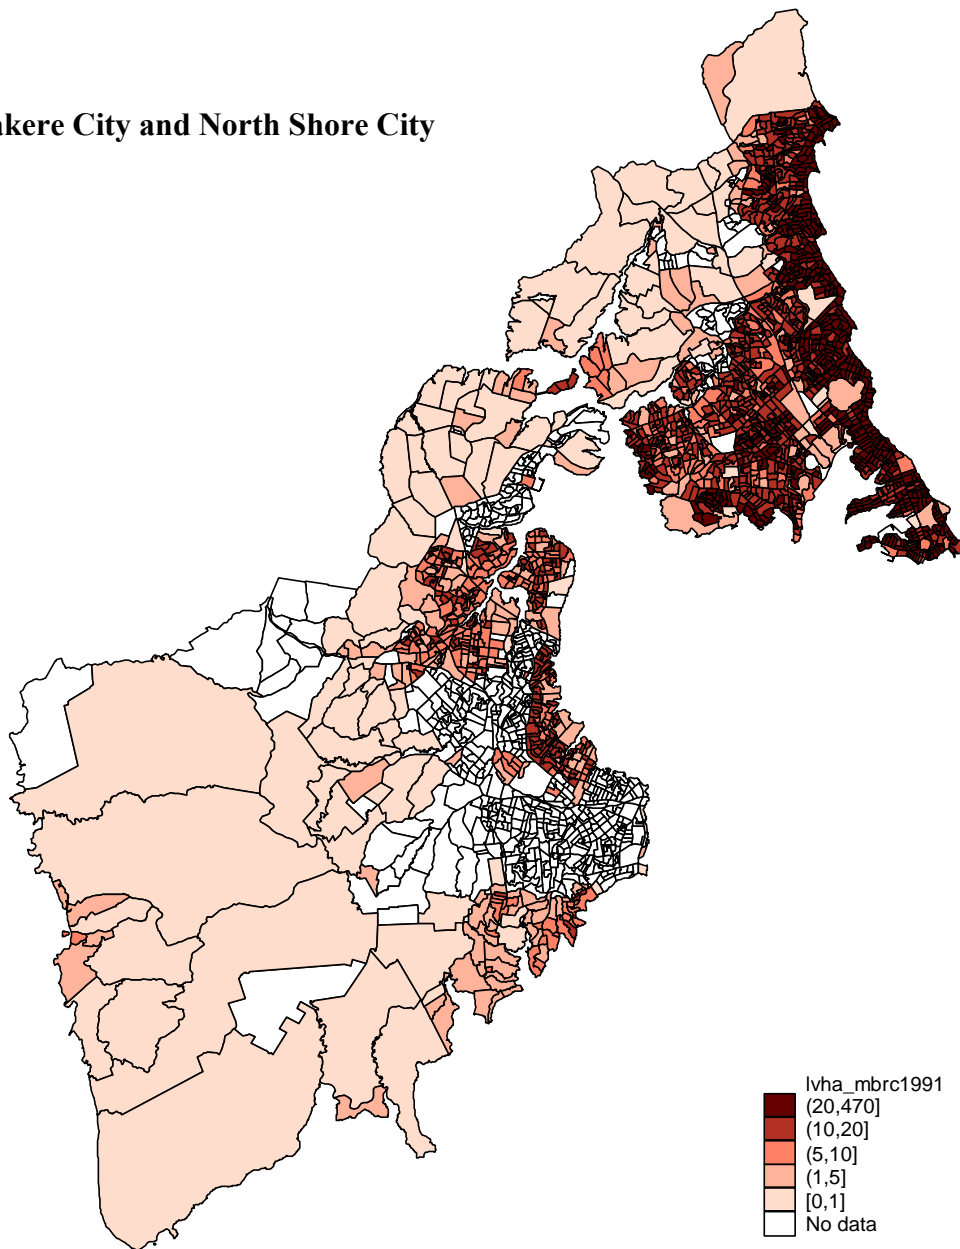 akere City and North Shore City
lvha_mbrc1991
(20,470]
(10,20]
(5,10]
(1,5]
[0,1]
No data